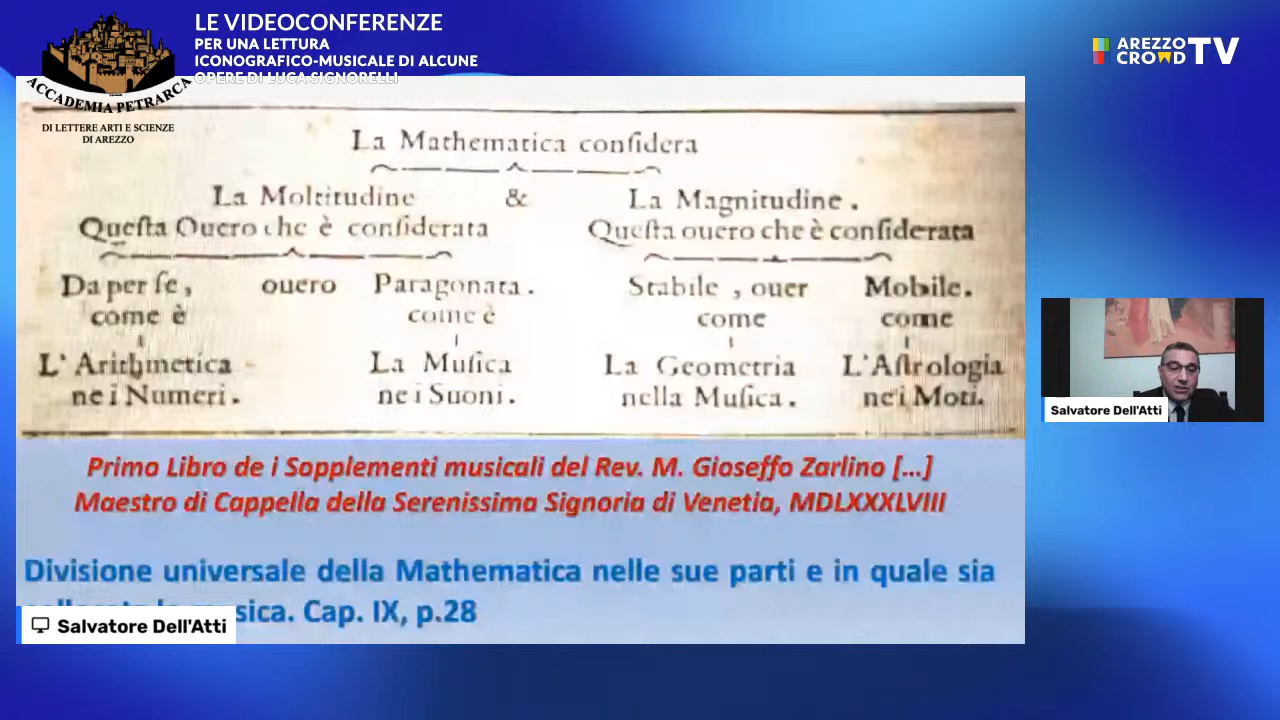 LE VIDEOCONFERENZE
PER UNA LETTURA
ICONOGRAFICO-MUSICALE DI ALCUNE
OPERE DI LUCA SIGNORELLI
ACCADEMIA PETRARCA
DI LETTERE ARTI E SCIENZE
DI AREZZO
AREZZO
CROWD TV
La Mathematica conſidera
La Moltitudine & La Magnitudine .
Queſta Ouero che è conſiderata Queſta ouero che è conſiderata
Da per ſe , ouero Paragonata . Stabile , ouer Mobile .
come è come è come come
L' Arithmetica La Muſica La Geometria L'Aſtrologia
ne i Numeri . ne i Suoni . nella Muſica . ne'i Moti.
Primo Libro de i Sopplementi musicali del Rev. M. Gioseffo Zarlino [...]
Maestro di Cappella della Serenissima Signoria di Venetia, MDLXXXLVIII
Divisione universale della Mathematica nelle sue parti e in quale sia
Cap. IX, p.28
Salvatore Dell'Atti
Salvatore Dell'Atti